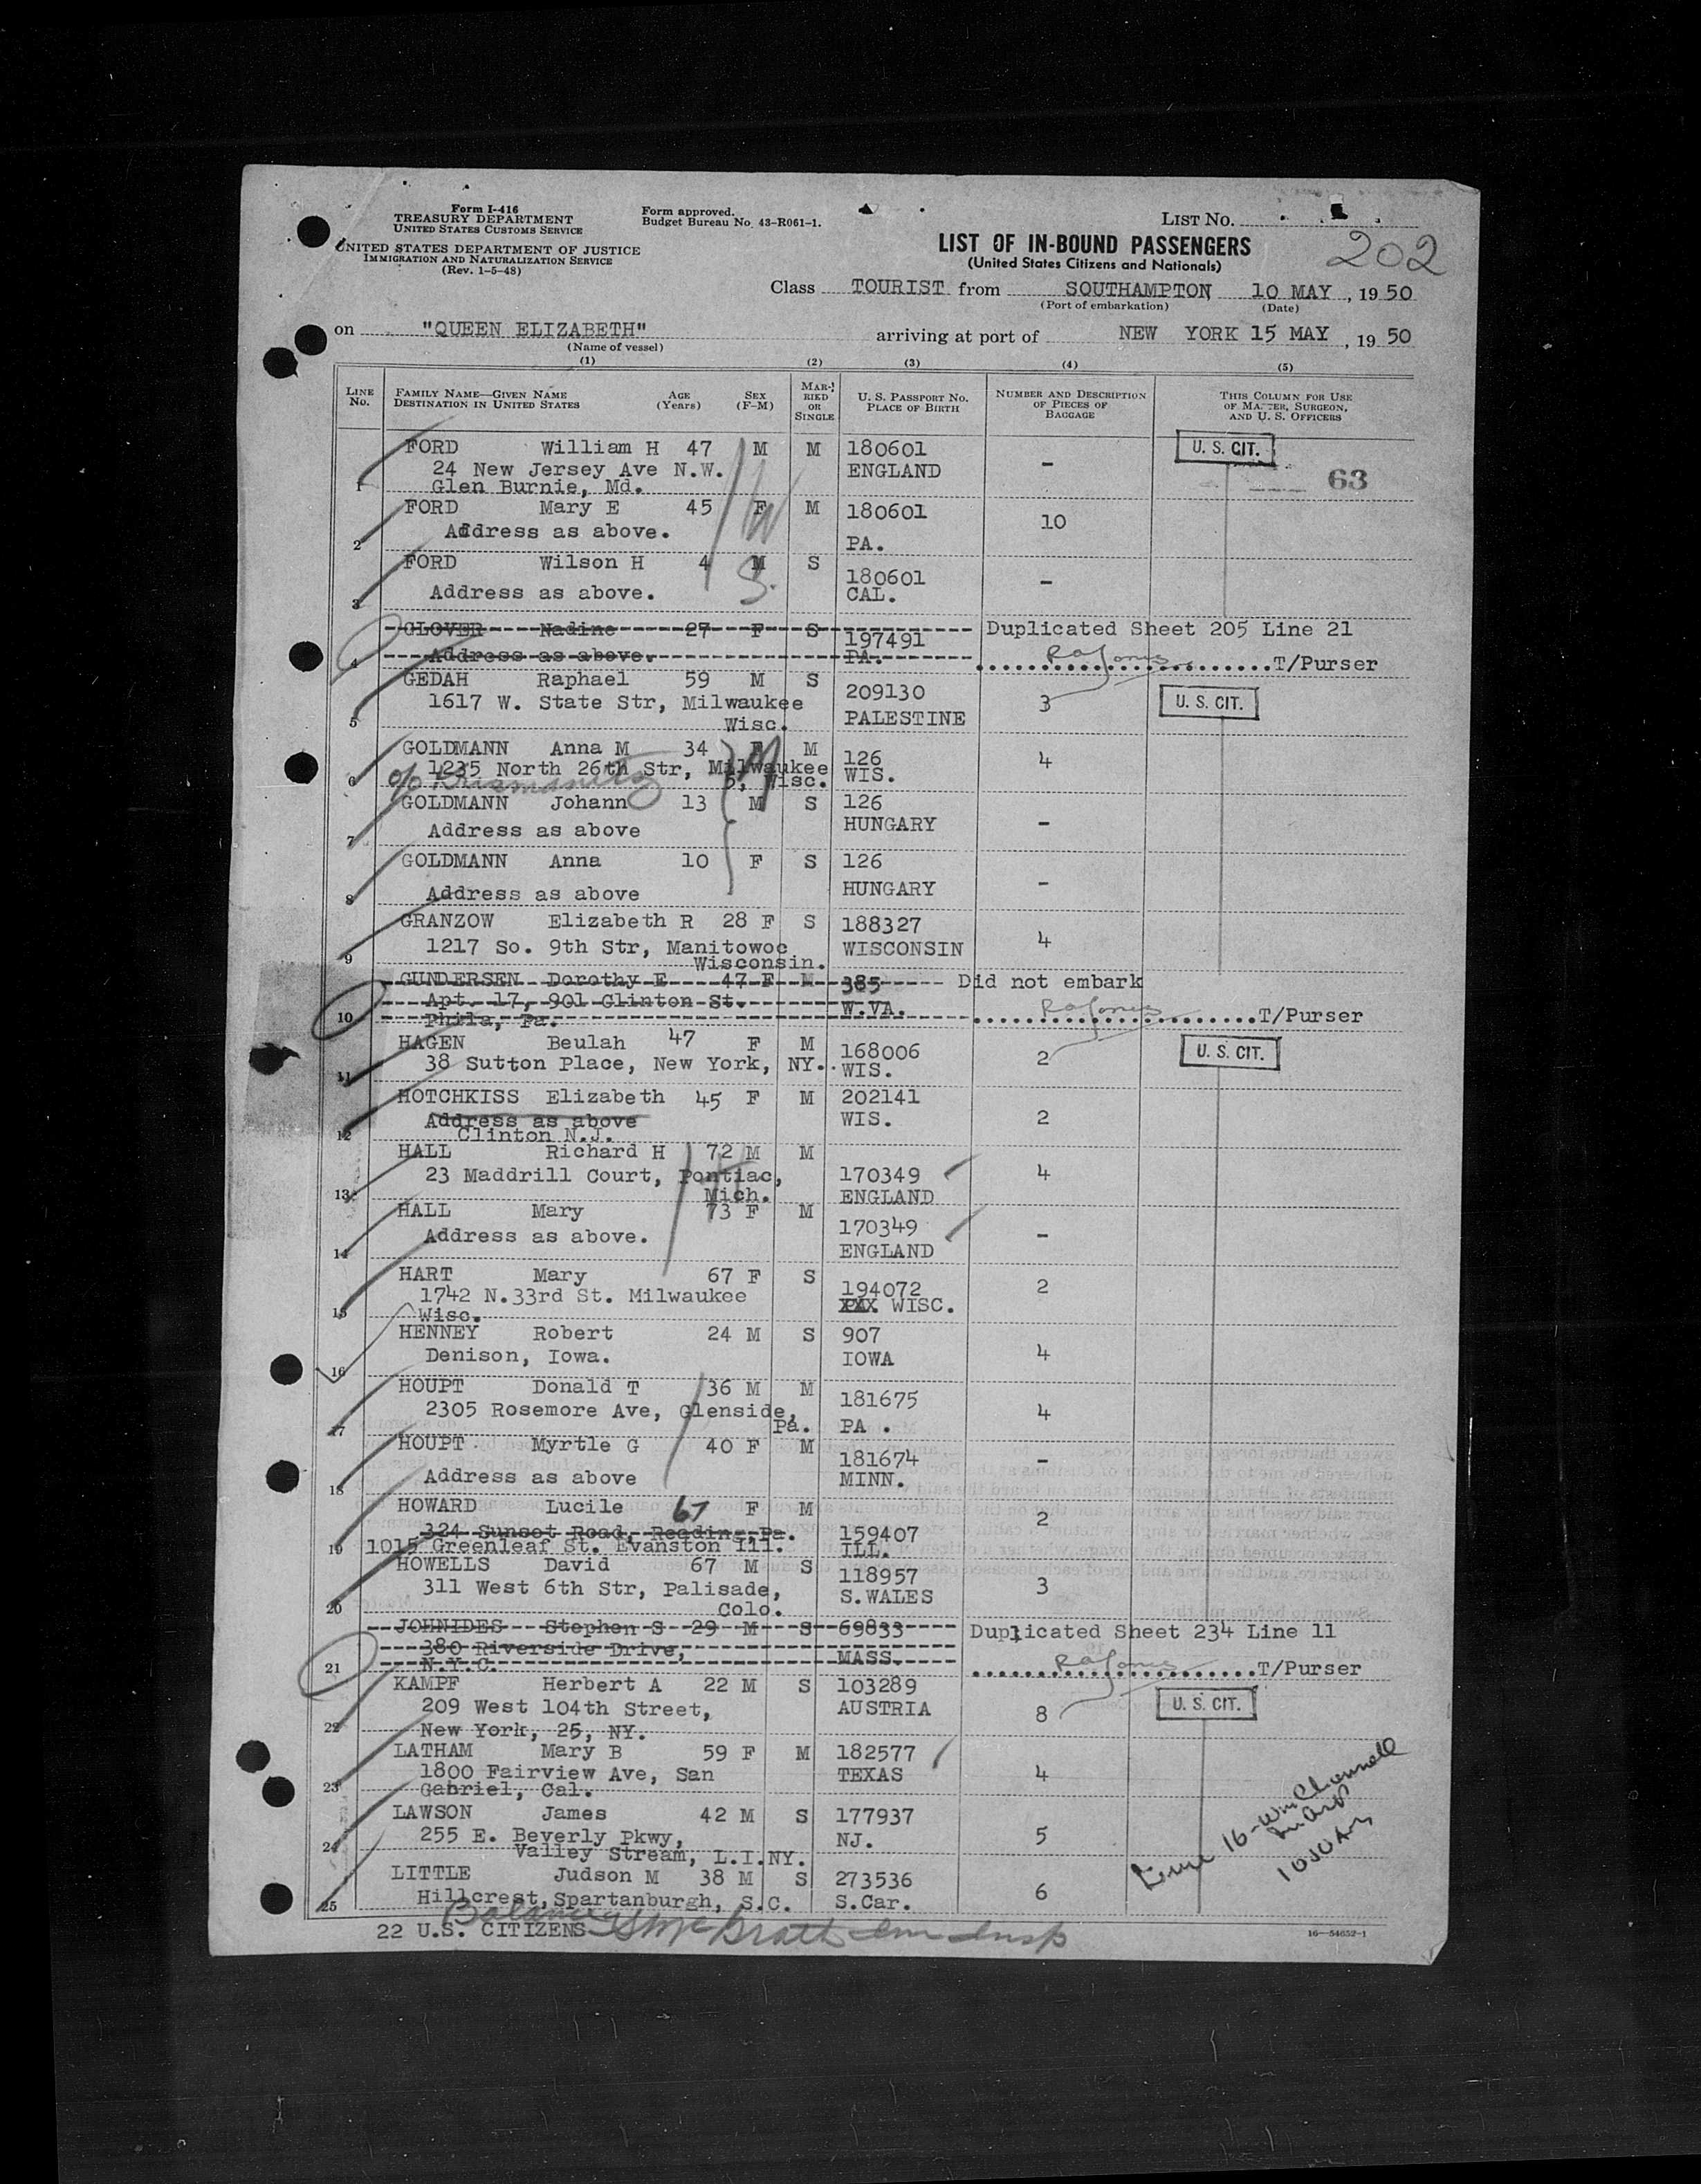 Form I-416
TREASURY DEPARTMENT
UNITED STATES CUSTOMS SERVICE
UNITED STATES DEPARTMENT OF JUSTICE
IMMIGRATION AND NATURALIZATION SERVICE
(Rev. 1-5-48)
Form approved.
Budget Bureau No. 43-R061-1.
LIST No.
202
LIST OF IN-BOUND PASSENGERS
(United States Citizens and Nationals)
Class TOURIST from SOUTHAMPTON 10 MAY, 19 50
(Port of embarkation) (Date)
on "QUEEN ELIZABETH" arriving at port of NEW YORK 15 MAY, 19 50
(Name of vessel)
(1) (2) (3) (4) (5)
LINE No. FAMILY NAME—GIVEN NAME DESTINATION IN UNITED STATES AGE (Years) SEX (F-M) MARRIED OR SINGLE U. S. PASSPORT No. PLACE OF BIRTH NUMBER AND DESCRIPTION OF PIECES OF BAGGAGE THIS COLUMN FOR USE OF MASTER, SURGEON, AND U. S. OFFICERS
FORD William H 47 M M 180601 U. S. CIT.
24 New Jersey Ave N.W. ENGLAND - 63
1 Glen Burnie, Md.
FORD Mary E 45 F M 180601 10
W
2 Address as above. PA.
FORD Wilson H 4 M S 180601 -
S.
3 Address as above. CAL.
GLOVER Nadine 27 F S 197491 Duplicated Sheet 205 Line 21
4 Address as above. PA. RaJones T/Purser
GEDAH Raphael 59 M S 209130 3 U. S. CIT.
1617 W. State Str, Milwaukee PALESTINE
5 Wisc.
GOLDMANN Anna M 34 F M 126 4
1235 North 26th Str, Milwaukee WIS.
6 c/o 5, Wisc.
GOLDMANN Johann 13 M S 126
7 Address as above HUNGARY -
GOLDMANN Anna 10 F S 126
8 Address as above HUNGARY -
GRANZOW Elizabeth R 28 F S 188327 4
1217 So. 9th Str, Manitowoc WISCONSIN
9 Wisconsin.
GUNDERSEN Dorothy E 47 F M 385 Did not embark
Apt. 17, 901 Clinton St. W.VA.
10 Phila, Pa. RaJones T/Purser
HAGEN Beulah 47 F M 168006 2 U. S. CIT.
11 38 Sutton Place, New York, NY. WIS.
HOTCHKISS Elizabeth 45 F M 202141 2
Address as above WIS.
12 Clinton N.J.
HALL Richard H 72 M M 170349 4
23 Maddrill Court, Pontiac, ENGLAND
13 Mich.
HALL Mary 73 F M 170349 -
14 Address as above. ENGLAND
HART Mary 67 F S 194072 2
1742 N.33rd St. Milwaukee WISC.
15 Wisc.
HENNEY Robert 24 M S 907 4
16 Denison, Iowa. IOWA
HOUPT Donald T 36 M M 181675 4
2305 Rosemore Ave, Glenside, PA .
17 Pa.
HOUPT Myrtle G 40 F M 181674 -
18 Address as above MINN.
HOWARD Lucile 67 F M 159407 2
324 Sunset Road, Reading, Pa.
19 1015 Greenleaf St. Evanston Ill. ILL.
HOWELLS David 67 M S 118957 3
311 West 6th Str, Palisade, S.WALES
20 Colo.
JOHNIDES Stephen S 29 M S 69833 Duplicated Sheet 234 Line 11
380 Riverside Drive, MASS.
21 N.Y.C. RaJones T/Purser
KAMPF Herbert A 22 M S 103289 8 U. S. CIT.
209 West 104th Street, AUSTRIA
22 New York, 25, NY.
LATHAM Mary B 59 F M 182577 4
1800 Fairview Ave, San TEXAS
23 Gabriel, Cal.
LAWSON James 42 M S 177937 5
255 E. Beverly Pkwy, NJ.
24 Valley Stream, L.I.NY.
LITTLE Judson M 38 M S 273536 6
25 Hillcrest, Spartanburgh, S.C. S.Car.
Line 16-
22 U.S. CITIZENS
16—54652-1